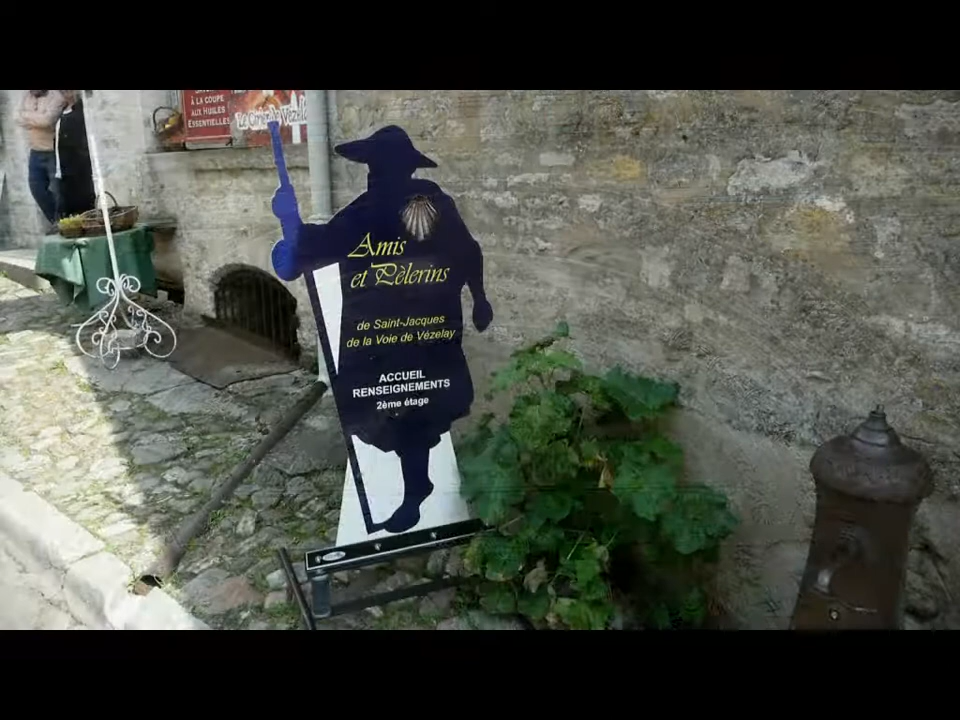 À LA COUPE
AUX HUILES
ESSENTIELLES
Amis
et Pèlerins
de Saint-Jacques
de la Voie de Vézelay
ACCUEIL
RENSEIGNEMENTS
2ème étage